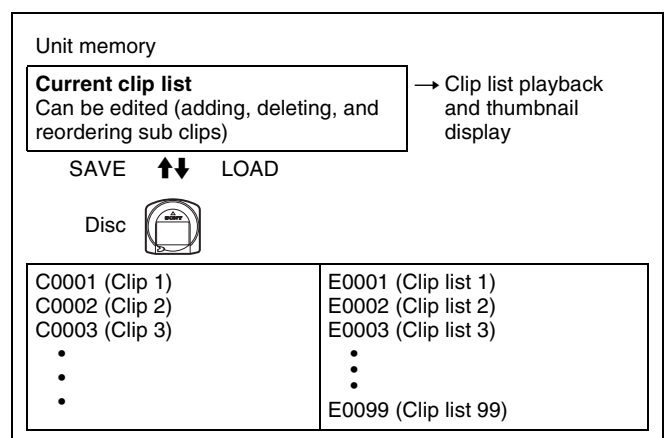 Unit memory
Current clip list
Can be edited (adding, deleting, and
reordering sub clips)
→ Clip list playback
and thumbnail
display
SAVE ⬆⬇ LOAD
Disc
SONY
C0001 (Clip 1)
C0002 (Clip 2)
C0003 (Clip 3)
•
•
•
E0001 (Clip list 1)
E0002 (Clip list 2)
E0003 (Clip list 3)
•
•
•
E0099 (Clip list 99)